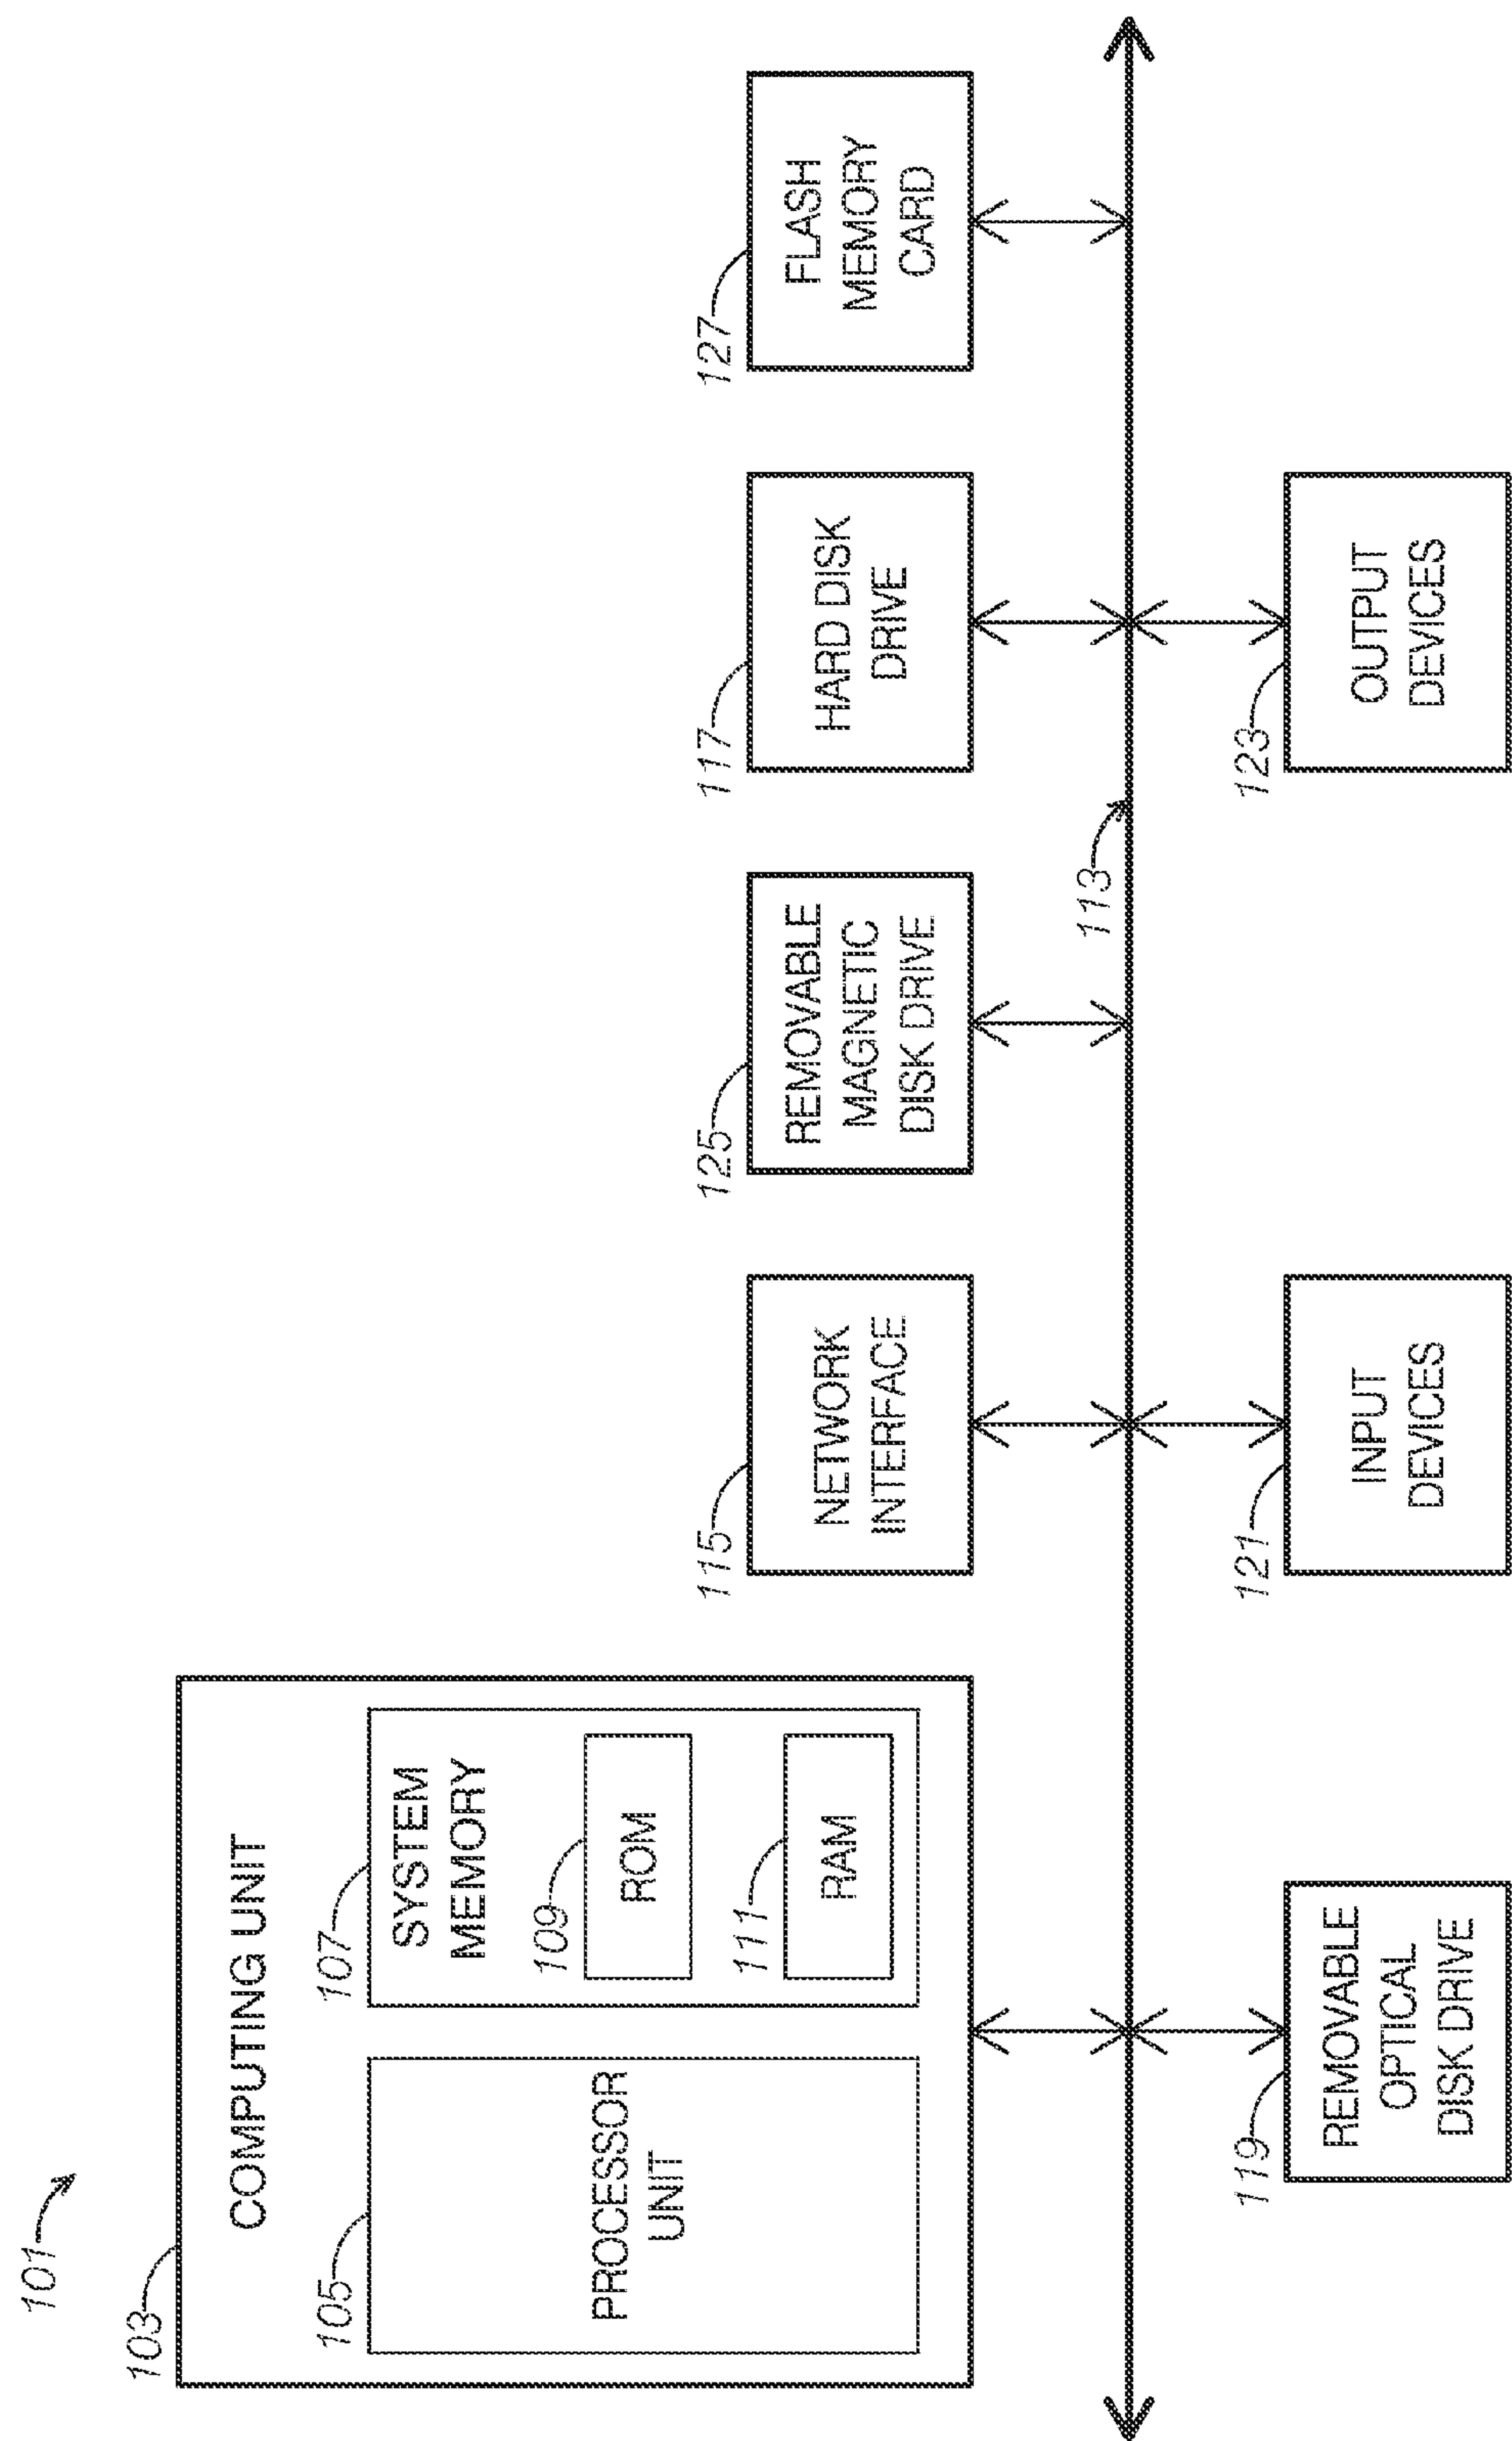 101
103
COMPUTING UNIT
105
PROCESSOR
UNIT
107
SYSTEM
MEMORY
109
ROM
111
RAM
115
NETWORK
INTERFACE
125
REMOVABLE
MAGNETIC
DISK DRIVE
117
HARD DISK
DRIVE
127
FLASH
MEMORY
CARD
113
119
REMOVABLE
OPTICAL
DISK DRIVE
121
INPUT
DEVICES
123
OUTPUT
DEVICES